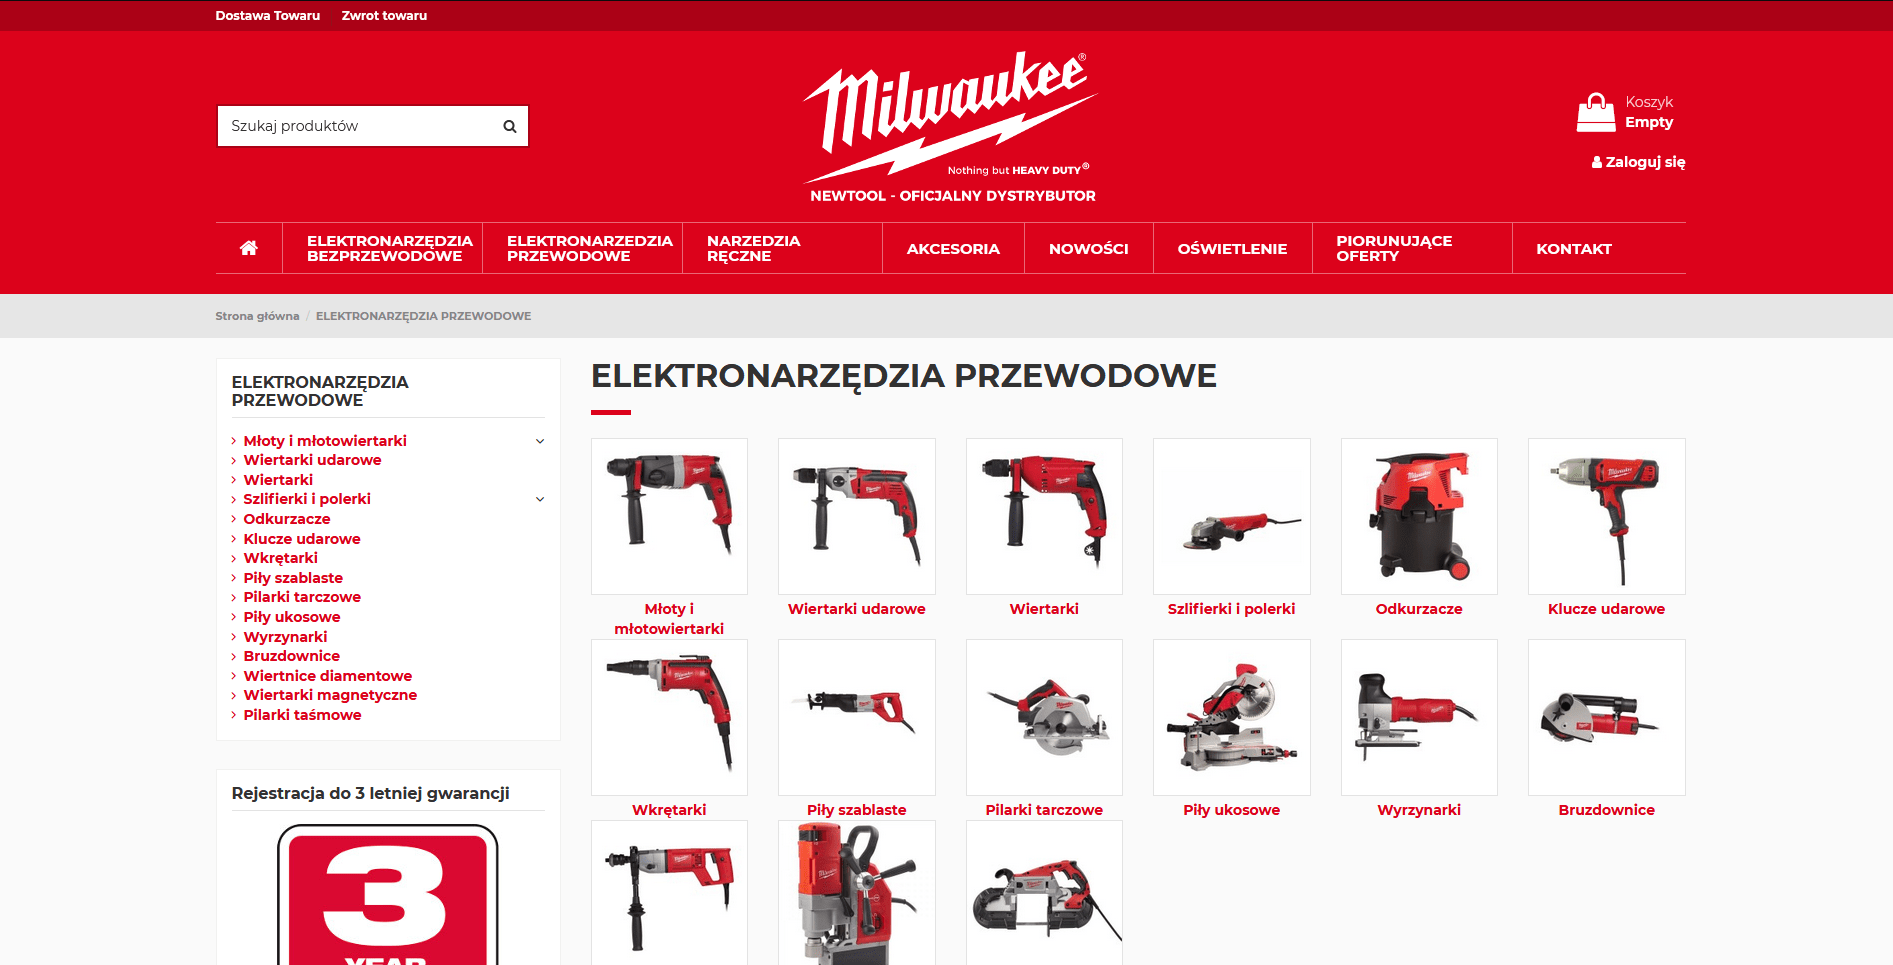 Dostawa Towaru Zwrot towaru
Szukaj produktów
Milwaukee®
Nothing but HEAVY DUTY®
NEWTOOL - OFICJALNY DYSTRYBUTOR
Koszyk
Empty
Zaloguj się
ELEKTRONARZĘDZIA BEZPRZEWODOWE
ELEKTRONARZEDZIA PRZEWODOWE
NARZEDZIA RĘCZNE
AKCESORIA
NOWOŚCI
OŚWIETLENIE
PIORUNUJĄCE OFERTY
KONTAKT
Strona główna / ELEKTRONARZĘDZIA PRZEWODOWE
ELEKTRONARZĘDZIA
PRZEWODOWE
Młoty i młotowiertarki
Wiertarki udarowe
Wiertarki
Szlifierki i polerki
Odkurzacze
Klucze udarowe
Wkrętarki
Piły szablaste
Pilarki tarczowe
Piły ukosowe
Wyrzynarki
Bruzdownice
Wiertnice diamentowe
Wiertarki magnetyczne
Pilarki taśmowe
Rejestracja do 3 letniej gwarancji
3
YEAR
ELEKTRONARZĘDZIA PRZEWODOWE
Młoty i
młotowiertarki
Wiertarki udarowe
Wiertarki
Szlifierki i polerki
Odkurzacze
Klucze udarowe
Wkrętarki
Piły szablaste
Pilarki tarczowe
Piły ukosowe
Wyrzynarki
Bruzdownice